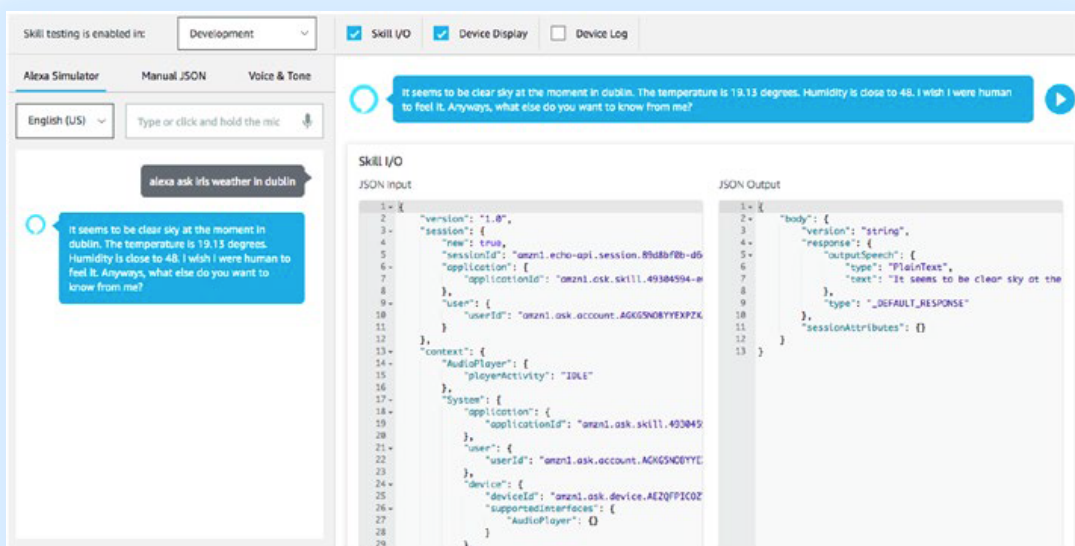 Skill testing is enabled in: Development Skill I/O Device Display Device Log
Alexa Simulator Manual JSON Voice & Tone
English (US) Type or click and hold the mic
alexa ask iris weather in dublin
It seems to be clear sky at the moment in
dublin. The temperature is 19.13 degrees.
Humidity is close to 48. I wish I were human to
feel it. Anyways, what else do you want to
know from me?
It seems to be clear sky at the moment in dublin. The temperature is 19.13 degrees. Humidity is close to 48. I wish I were human
to feel it. Anyways, what else do you want to know from me?
Skill I/O
JSON Input
1 {
2 "version": "1.0",
3 "session": {
4 "new": true,
5 "sessionId": "amzn1.echo-api.session.89d8bf0b-d6
6 "application": {
7 "applicationId": "amzn1.ask.skill.49304594-e
8 },
9 "user": {
10 "userId": "amzn1.ask.account.AGKG5NOBYYEXPZX
11 }
12 },
13 "context": {
14 "AudioPlayer": {
15 "playerActivity": "IDLE"
16 },
17 "System": {
18 "application": {
19 "applicationId": "amzn1.ask.skill.4930459
20 },
21 "user": {
22 "userId": "amzn1.ask.account.AGKG5NOBYYE
23 },
24 "device": {
25 "deviceId": "amzn1.ask.device.AEZQFPICOZ
26 "supportedInterfaces": {
27 "AudioPlayer": {}
28 }
29 },
JSON Output
1 {
2 "body": {
3 "version": "string",
4 "response": {
5 "outputSpeech": {
6 "type": "PlainText",
7 "text": "It seems to be clear sky at the
8 },
9 "type": "_DEFAULT_RESPONSE"
10 },
11 "sessionAttributes": {}
12 }
13 }